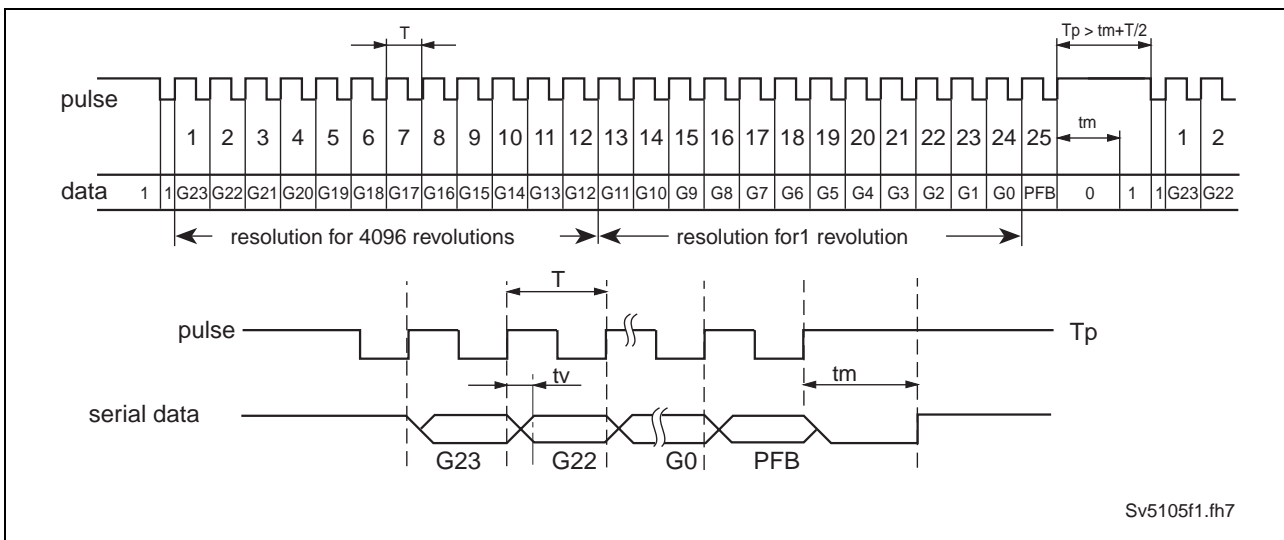 T
Tp > tm+T/2
pulse
1 2 3 4 5 6 7 8 9 10 11 12 13 14 15 16 17 18 19 20 21 22 23 24 25 tm 1 2
data 1 1 G23 G22 G21 G20 G19 G18 G17 G16 G15 G14 G13 G12 G11 G10 G9 G8 G7 G6 G5 G4 G3 G2 G1 G0 PFB 0 1 1 G23 G22
resolution for 4096 revolutions resolution for1 revolution
T
pulse Tp
tv tm
serial data
G23 G22 G0 PFB
Sv5105f1.fh7